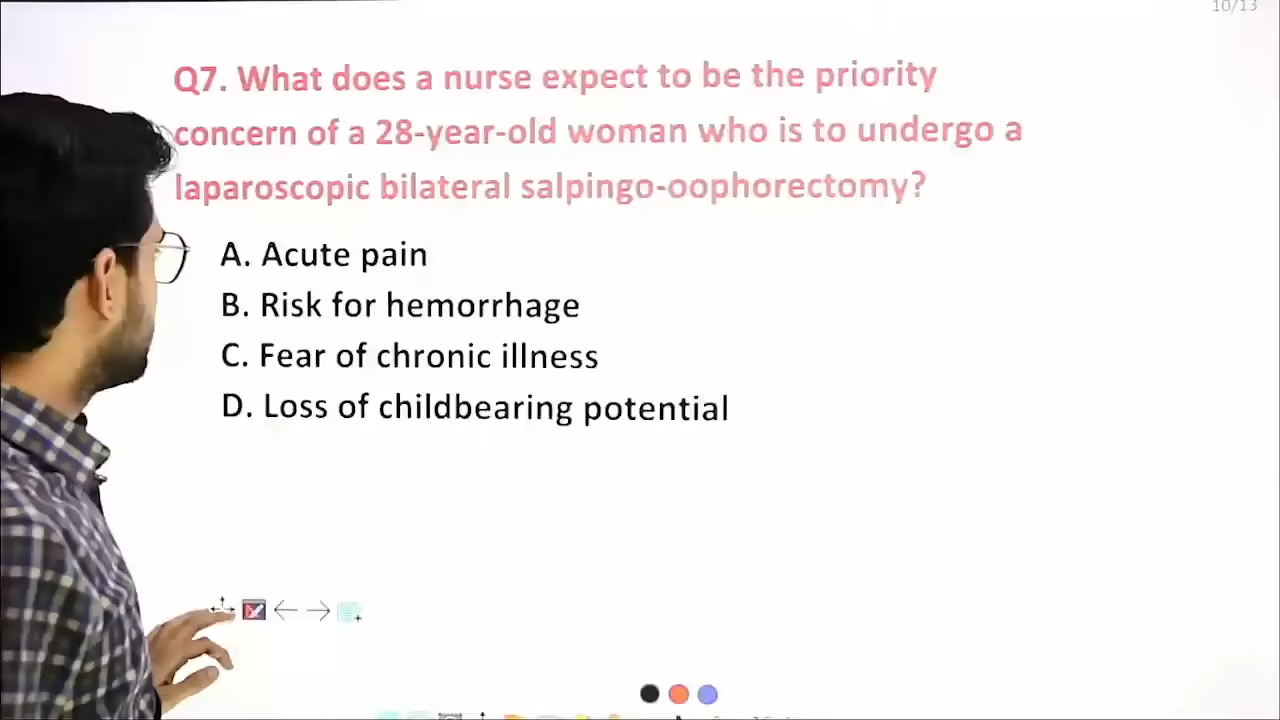 10/13
Q7. What does a nurse expect to be the priority
concern of a 28-year-old woman who is to undergo a
laparoscopic bilateral salpingo-oophorectomy?
A. Acute pain
B. Risk for hemorrhage
C. Fear of chronic illness
D. Loss of childbearing potential